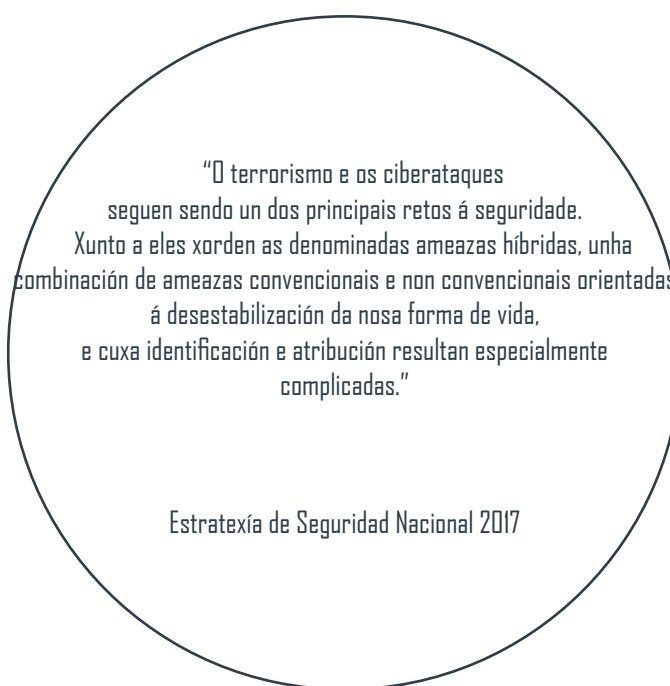 “O terrorismo e os ciberataques
seguen sendo un dos principais retos á seguridade.
Xunto a eles xorden as denominadas ameazas híbridas, unha
combinación de ameazas convencionais e non convencionais orientadas
á desestabilización da nosa forma de vida,
e cuxa identificación e atribución resultan especialmente
complicadas.”
Estratexía de Seguridad Nacional 2017